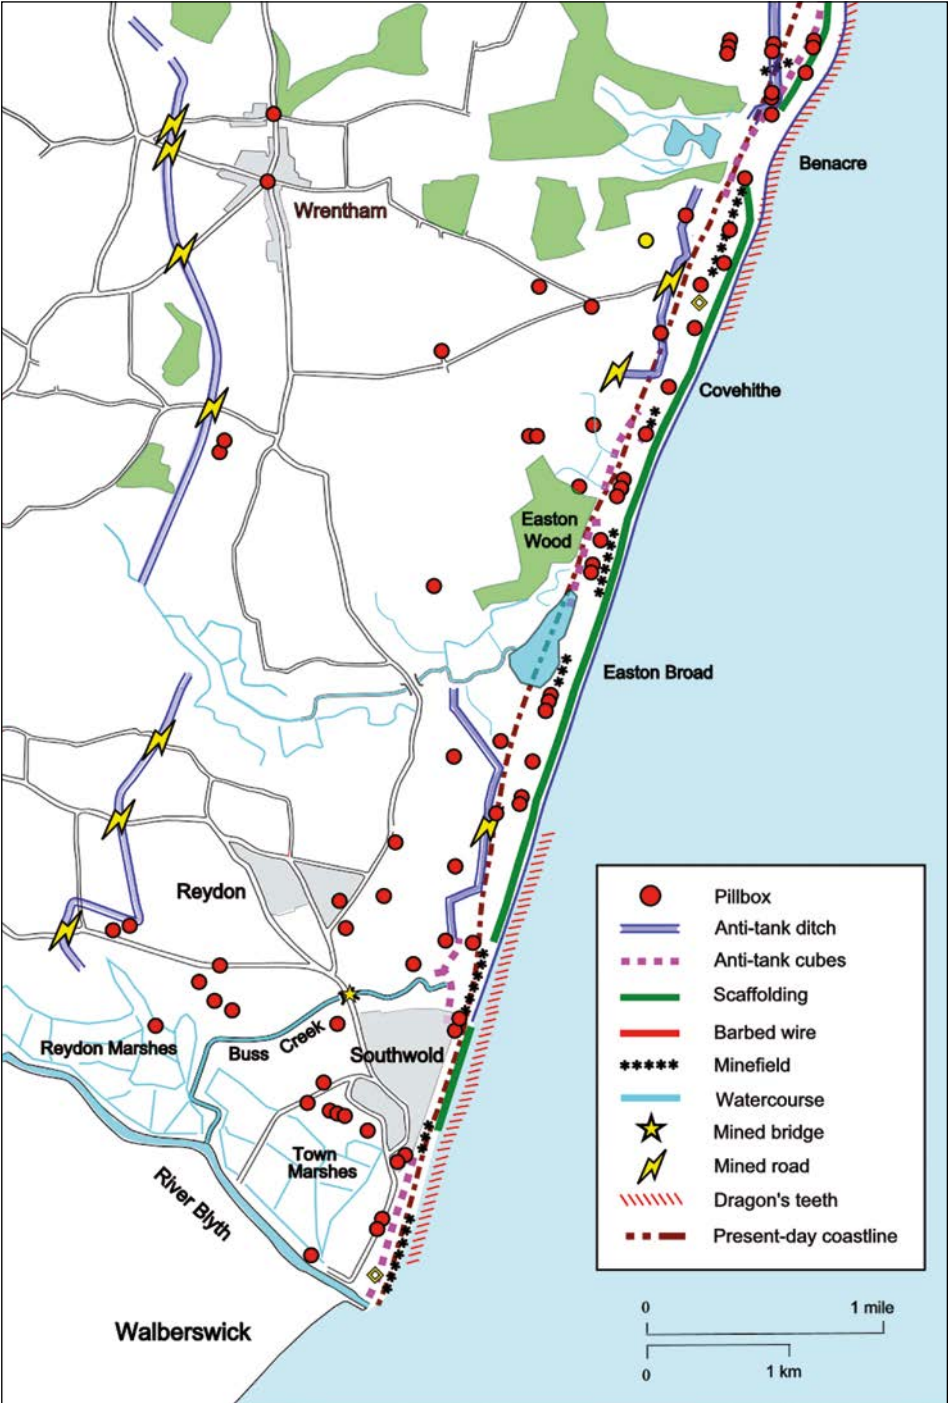 Benacre
Wrentham
Covehithe
Easton
Wood
Easton Broad
Reydon
Reydon Marshes
Buss Creek
Southwold
Town
Marshes
River Blyth
Walberswick
Pillbox
Anti-tank ditch
Anti-tank cubes
Scaffolding
Barbed wire
Minefield
Watercourse
Mined bridge
Mined road
Dragon's teeth
Present-day coastline
0 1 mile
0 1 km